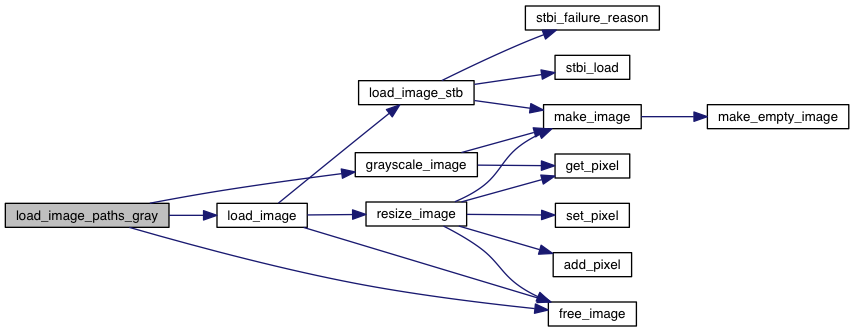 stbi_failure_reason
stbi_load
load_image_stb
make_image
make_empty_image
grayscale_image
get_pixel
load_image_paths_gray
load_image
resize_image
set_pixel
add_pixel
free_image